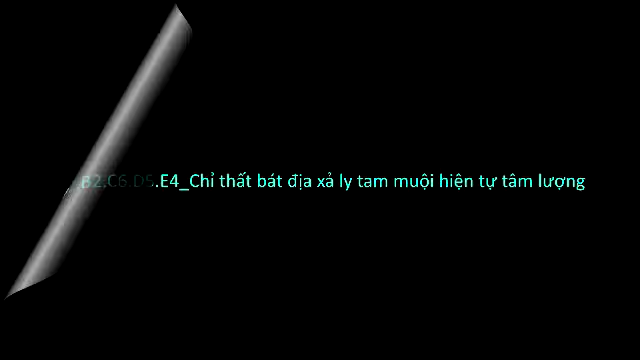 B2.C6.D5.E4_Chỉ thất bát địa xả ly tam muội hiện tự tâm lượng